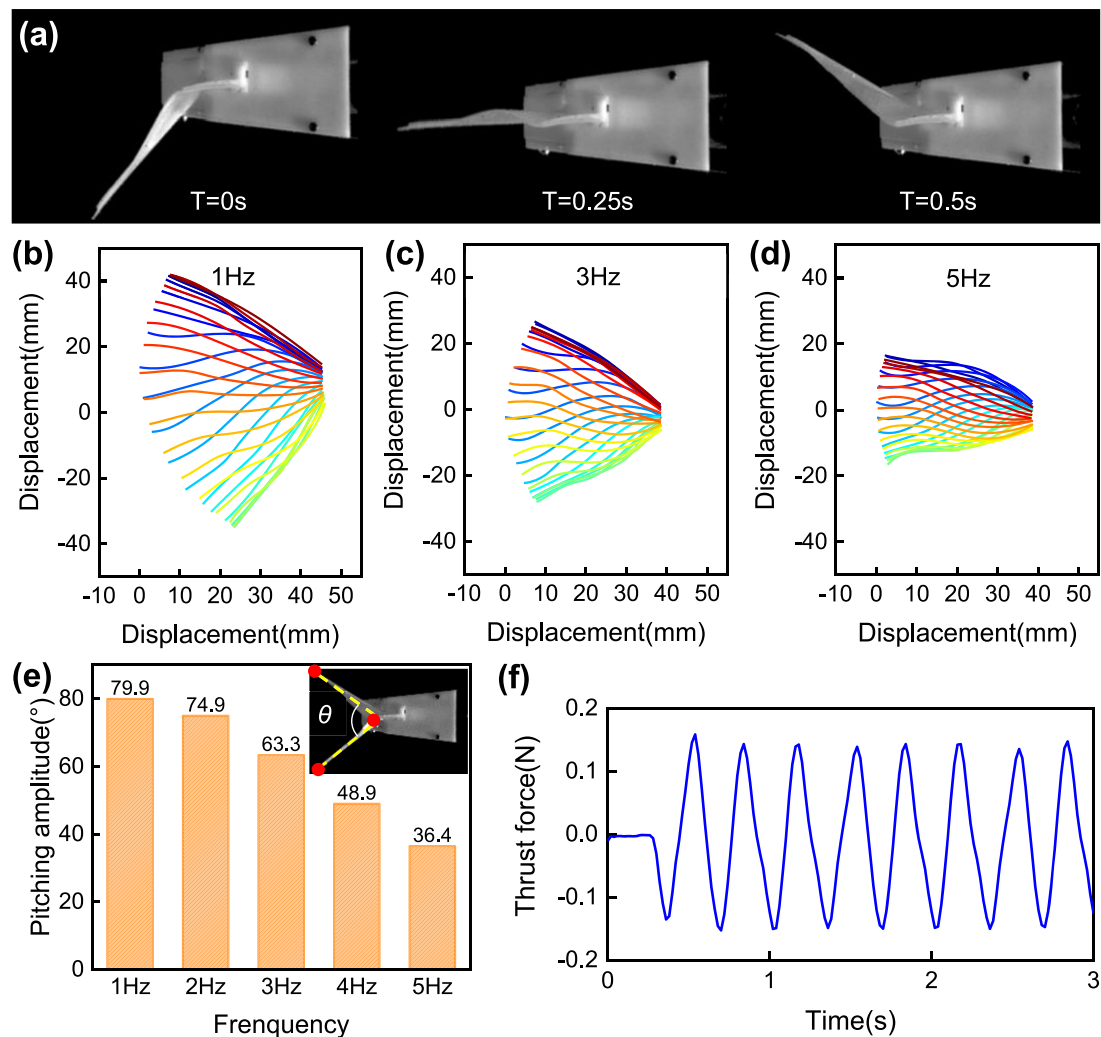 (a)
T=0s
T=0.25s
T=0.5s
(b)
1Hz
Displacement(mm)
40
20
0
-20
-40
-10 0 10 20 30 40 50
Displacement(mm)
(c)
3Hz
Displacement(mm)
40
20
0
-20
-40
-10 0 10 20 30 40 50
Displacement(mm)
(d)
5Hz
Displacement(mm)
40
20
0
-20
-40
-10 0 10 20 30 40 50
Displacement(mm)
(e)
Pitching amplitude(°)
80
60
40
20
0
79.9
74.9
63.3
48.9
36.4
θ
1Hz 2Hz 3Hz 4Hz 5Hz
Frenquency
(f)
Thrust force(N)
0.2
0.1
0.0
-0.1
-0.2
0 1 2 3
Time(s)